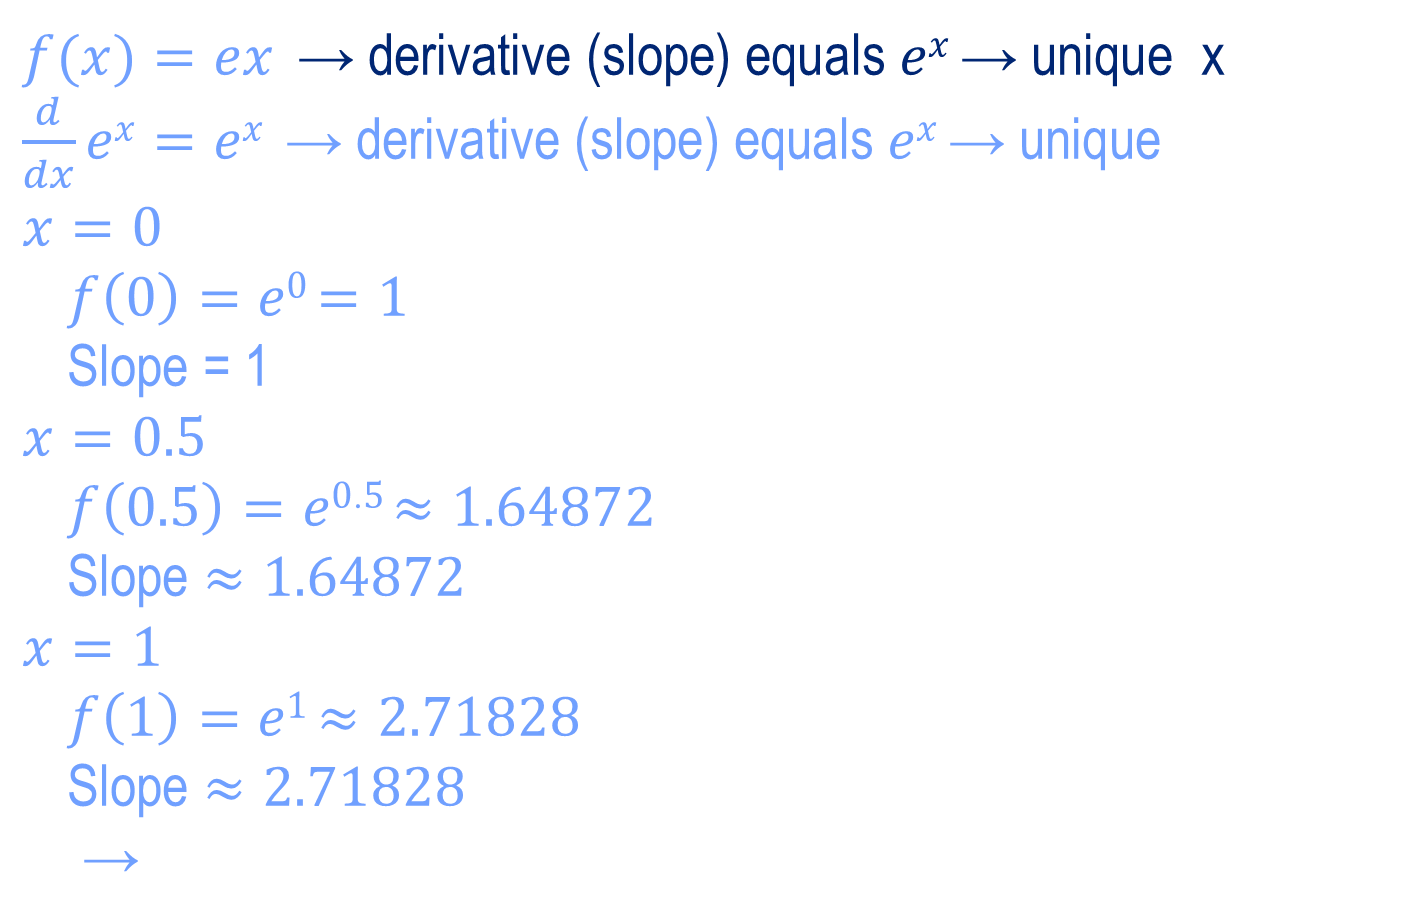 f(x) = ex → derivative (slope) equals eˣ → unique x
d/dx eˣ = eˣ → derivative (slope) equals eˣ → unique
x = 0
f(0) = e⁰ = 1
Slope = 1
x = 0.5
f(0.5) = e^0.5 ≈ 1.64872
Slope ≈ 1.64872
x = 1
f(1) = e¹ ≈ 2.71828
Slope ≈ 2.71828
→